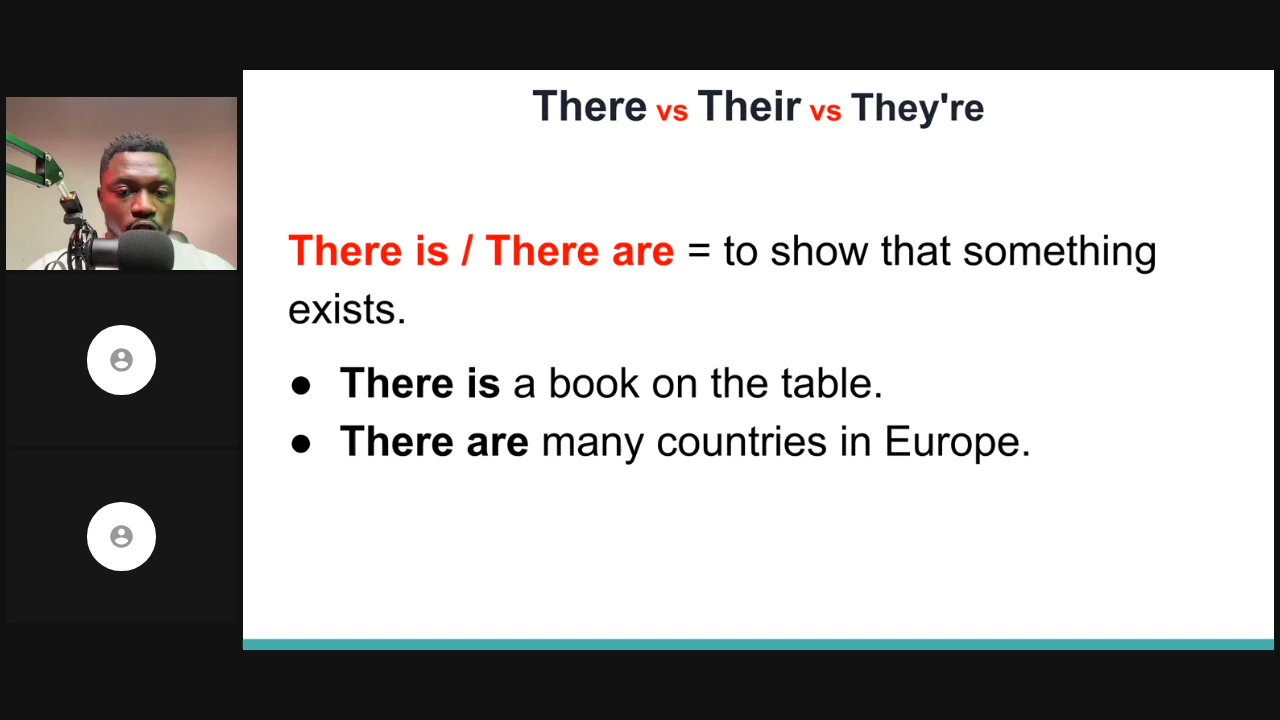 There vs Their vs They're
There is / There are = to show that something
exists.
● There is a book on the table.
● There are many countries in Europe.